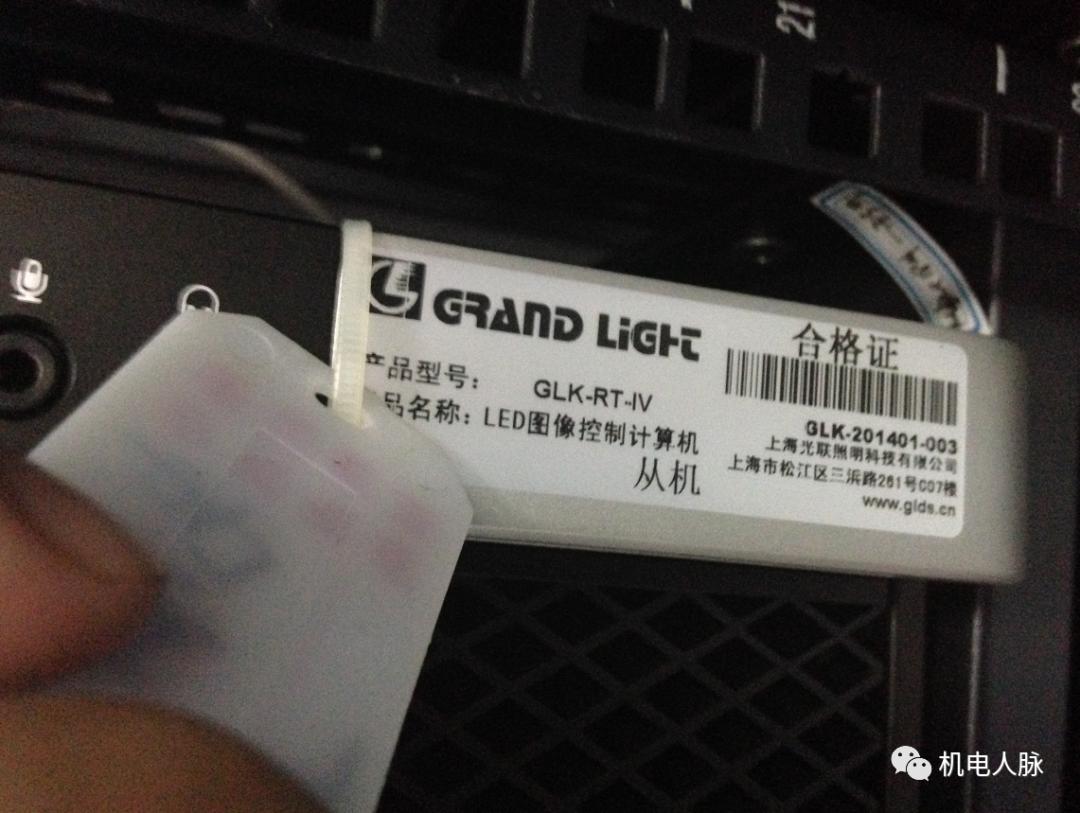 21
GRAND LiGHT
产品型号： GLK-RT-IV
品名称：LED图像控制计算机
从机
合格证
GLK-201401-003
上海光联照明科技有限公司
上海市松江区三浜路261号C07楼
www.glds.cn
机电人脉